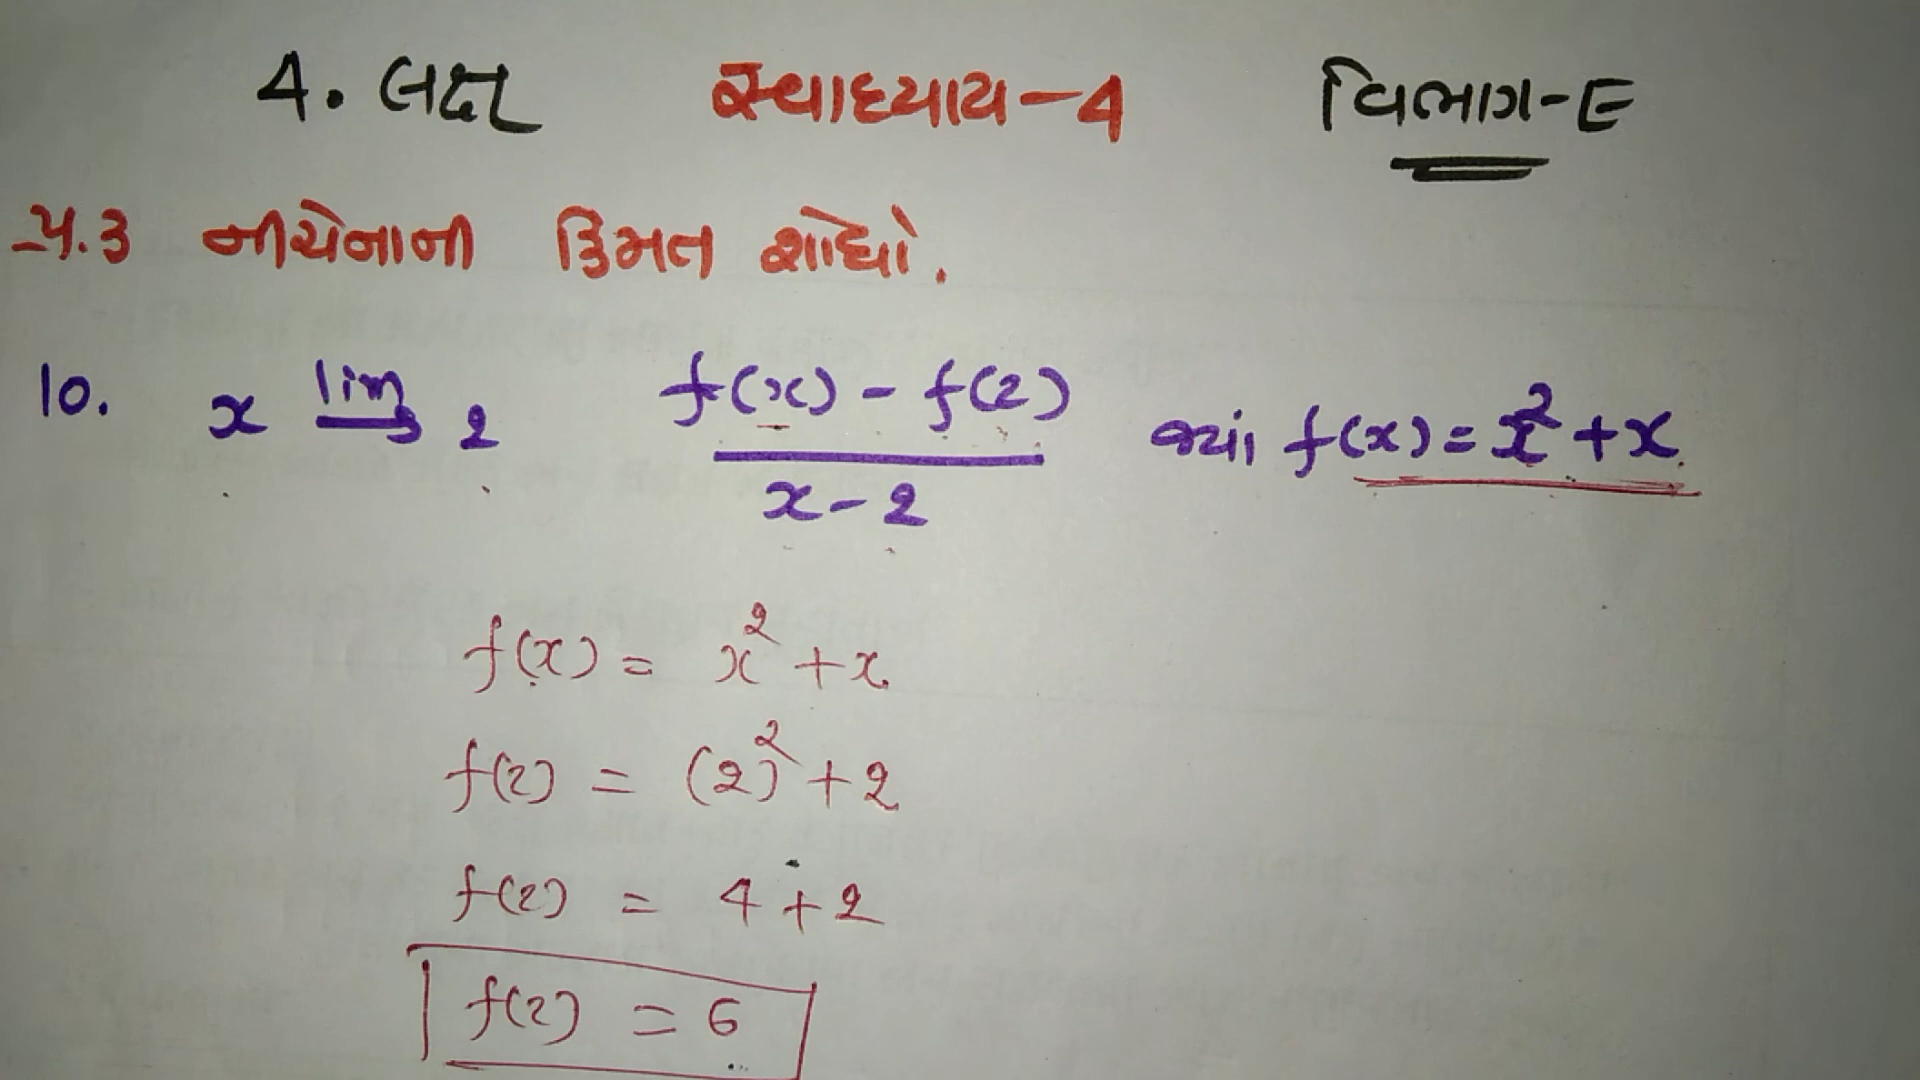 4. લક્ષ સ્વાધ્યાય-4 વિભાગ-E
પ્ર.3 નીચેનાની કિંમત શોધો.
10. x lim→ 2 f(x) - f(2) / x - 2 જ્યાં f(x) = x² + x
f(x) = x² + x
f(2) = (2)² + 2
f(2) = 4 + 2
f(2) = 6